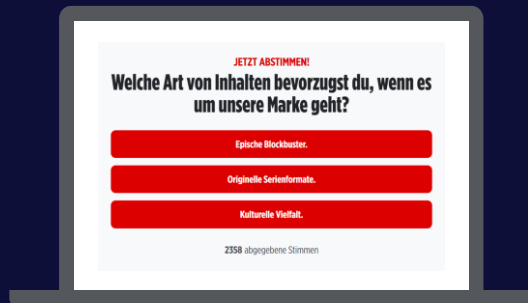 JETZT ABSTIMMEN!
Welche Art von Inhalten bevorzugst du, wenn es
um unsere Marke geht?
Epische Blockbuster.
Originelle Serienformate.
Kulturelle Vielfalt.
2358 abgegebene Stimmen